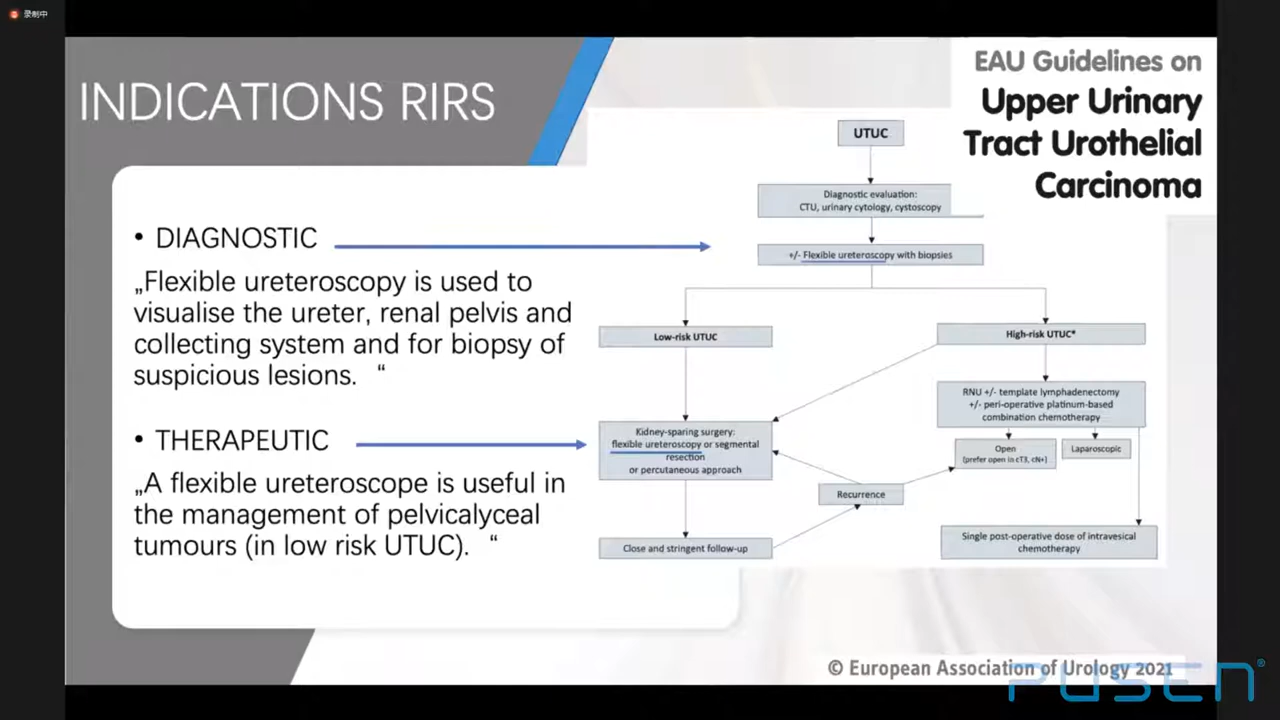 录制中
INDICATIONS RIRS
• DIAGNOSTIC
„Flexible ureteroscopy is used to
visualise the ureter, renal pelvis and
collecting system and for biopsy of
suspicious lesions. “
• THERAPEUTIC
„A flexible ureteroscope is useful in
the management of pelvicalyceal
tumours (in low risk UTUC). “
EAU Guidelines on
Upper Urinary
Tract Urothelial
Carcinoma
UTUC
Diagnostic evaluation:
CTU, urinary cytology, cystoscopy
+/- Flexible ureteroscopy with biopsies
Low-risk UTUC
High-risk UTUC*
RNU +/- template lymphadenectomy
+/- peri-operative platinum-based
combination chemotherapy
Kidney-sparing surgery:
flexible ureteroscopy or segmental
resection
or percutaneous approach
Open
(prefer open in cT3, cN+)
Laparoscopic
Recurrence
Close and stringent follow-up
Single post-operative dose of intravesical
chemotherapy
© European Association of Urology 2021
PUSEN®